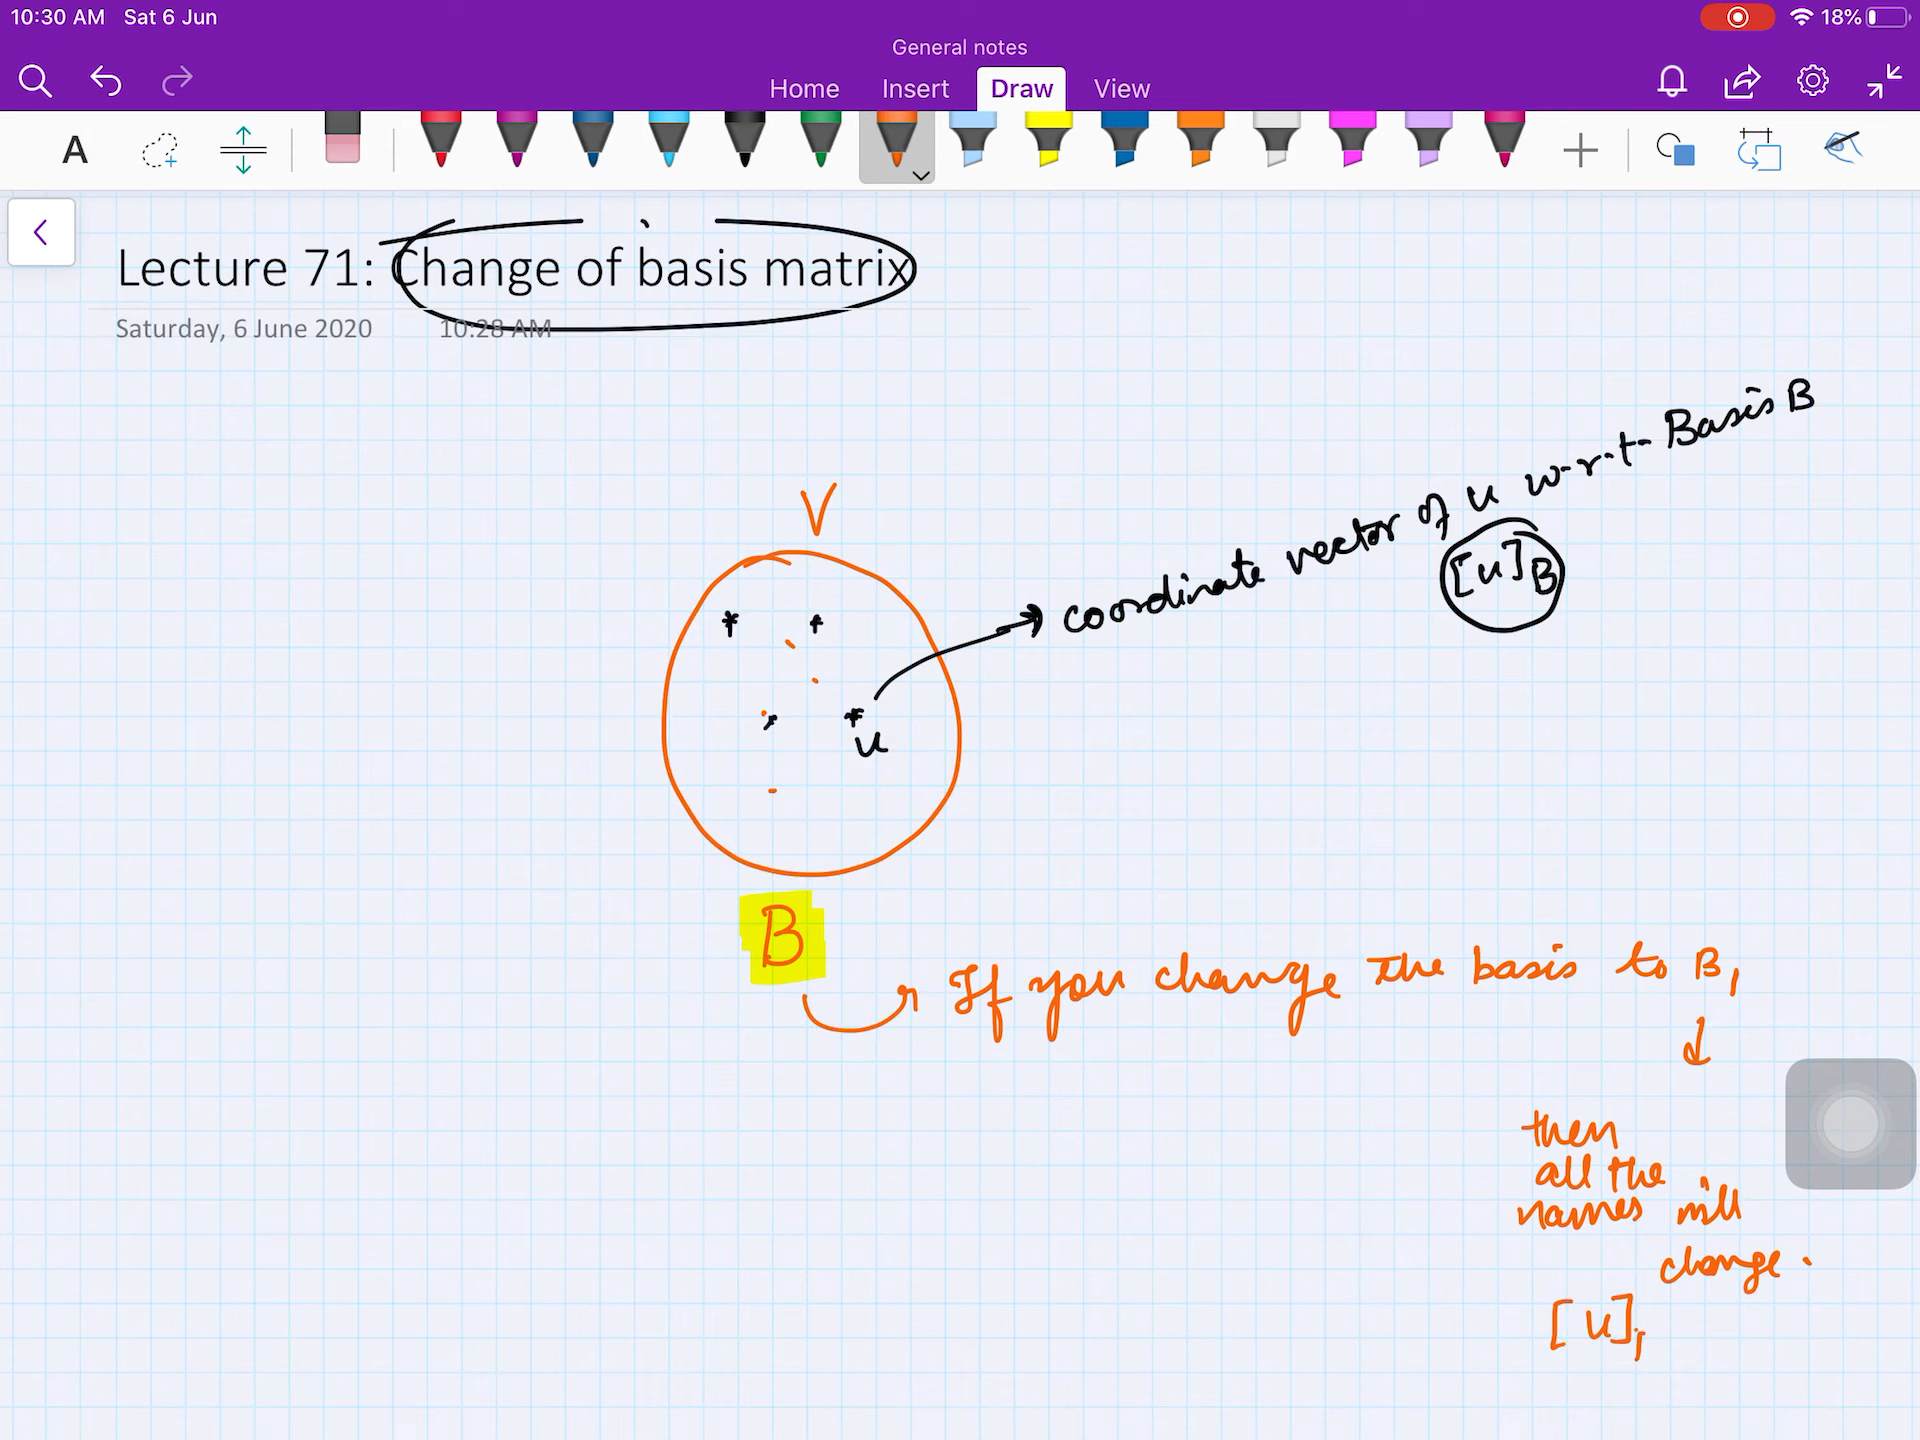 10:30 AM Sat 6 Jun
18%
General notes
Home Insert Draw View
A
Lecture 71: Change of basis matrix
Saturday, 6 June 2020 10:28 AM
coordinate vector of u w.r.t. Basis B
[u]B
V
u
B
If you change the basis to B1
then
all the
names will
change.
[u]